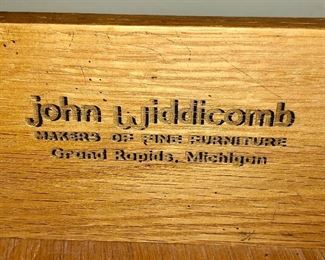 john widdicomb
MAKERS OF FINE FURNITURE
Grand Rapids, Michigan